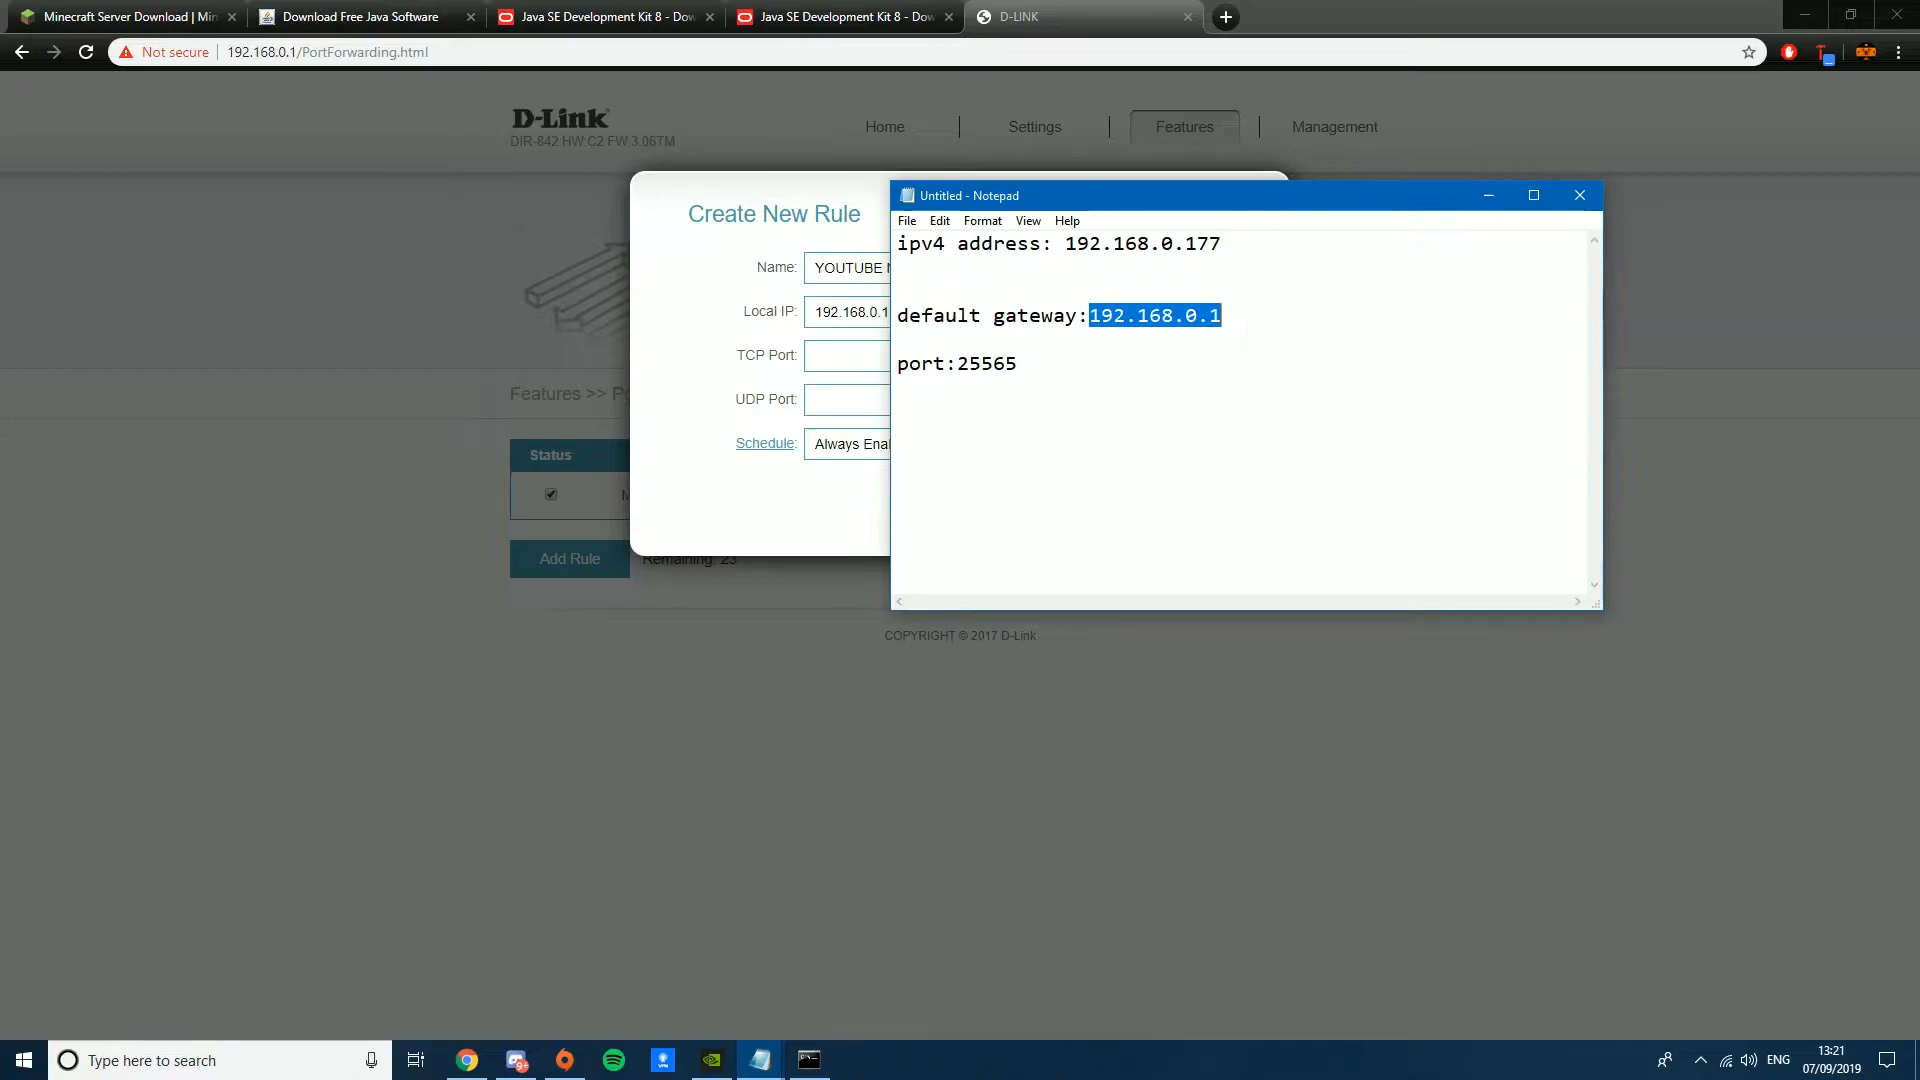 Minecraft Server Download | Min
Download Free Java Software
Java SE Development Kit 8 - Dow
Java SE Development Kit 8 - Dow
D-LINK
Not secure
192.168.0.1/PortForwarding.html
D-Link
DIR-842 HW:C2 FW 3.06TM
Home
Settings
Features
Management
Create New Rule
Name:
YOUTUBE
Local IP:
192.168.0.1
TCP Port:
UDP Port:
Schedule:
Always Enal
Features >> Po
Status
Add Rule
Remaining: 23
COPYRIGHT © 2017 D-Link
Untitled - Notepad
File Edit Format View Help
ipv4 address: 192.168.0.177
default gateway:192.168.0.1
port:25565
Type here to search
9+
VPN
ENG
13:21
07/09/2019